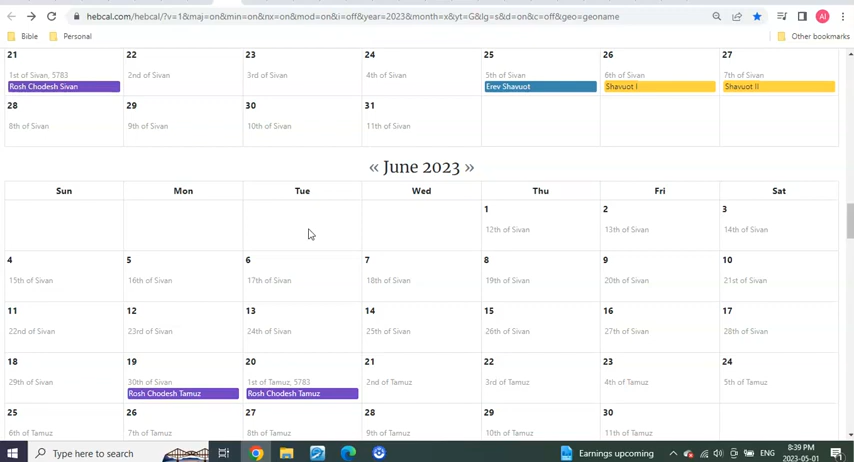 hebcal.com/hebcal/?v=1&maj=on&min=on&nx=on&mod=on&i=off&year=2023&month=x&yt=G&lg=s&d=on&c=off&geo=geoname
AI
Bible Personal Other bookmarks
21 22 23 24 25 26 27
1st of Sivan, 5783 2nd of Sivan 3rd of Sivan 4th of Sivan 5th of Sivan 6th of Sivan 7th of Sivan
Rosh Chodesh Sivan Erev Shavuot Shavuot I Shavuot II
28 29 30 31
8th of Sivan 9th of Sivan 10th of Sivan 11th of Sivan
« June 2023 »
Sun Mon Tue Wed Thu Fri Sat
1 2 3
12th of Sivan 13th of Sivan 14th of Sivan
4 5 6 7 8 9 10
15th of Sivan 16th of Sivan 17th of Sivan 18th of Sivan 19th of Sivan 20th of Sivan 21st of Sivan
11 12 13 14 15 16 17
22nd of Sivan 23rd of Sivan 24th of Sivan 25th of Sivan 26th of Sivan 27th of Sivan 28th of Sivan
18 19 20 21 22 23 24
29th of Sivan 30th of Sivan 1st of Tamuz, 5783 2nd of Tamuz 3rd of Tamuz 4th of Tamuz 5th of Tamuz
Rosh Chodesh Tamuz Rosh Chodesh Tamuz
25 26 27 28 29 30
6th of Tamuz 7th of Tamuz 8th of Tamuz 9th of Tamuz 10th of Tamuz 11th of Tamuz
Type here to search Earnings upcoming ENG 8:39 PM
2023-05-01